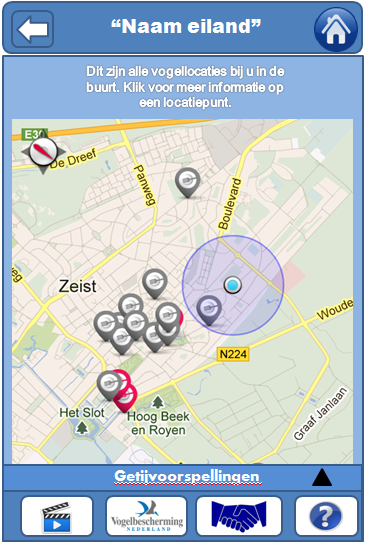 “Naam eiland”
Dit zijn alle vogellocaties bij u in de
buurt. Klik voor meer informatie op
een locatiepunt.
E30
De Dreef
Panweg
Boulevard
Zeist
Woude
N224
Het Slot
Hoog Beek
en Royen
Graaf Janlaan
Getijvoorspellingen
Vogelbescherming
NEDERLAND
?